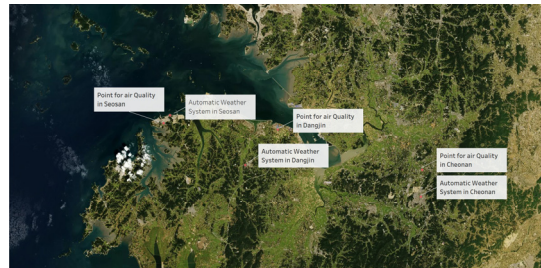 Point for air Quality
in Seosan
Automatic Weather
System in Seosan
Point for air Quality
in Dangjin
Automatic Weather
System in Dangjin
Point for air Quality
in Cheonan
Automatic Weather
System in Cheonan